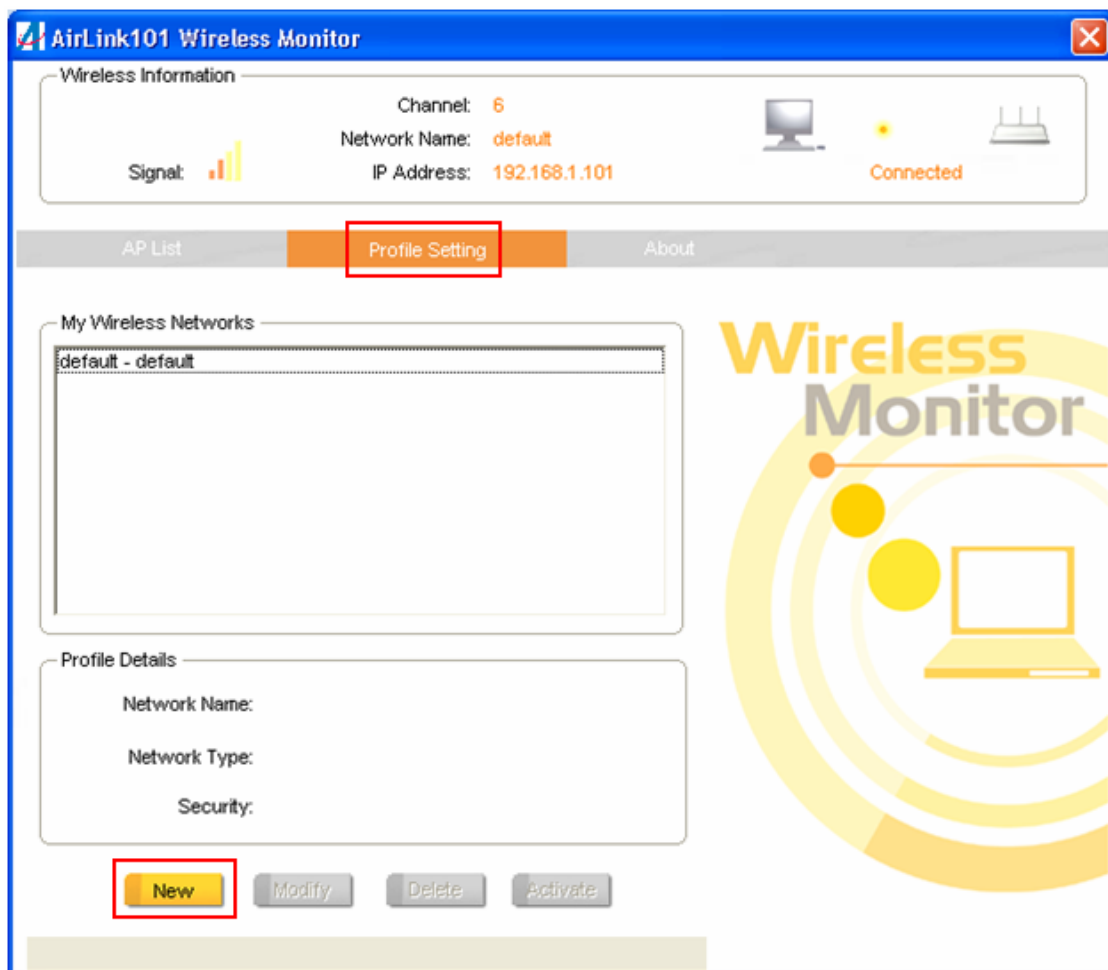 AirLink101 Wireless Monitor
Wireless Information
Channel: 6
Network Name: default
Signal: IP Address: 192.168.1.101
Connected
AP List Profile Setting About
My Wireless Networks
default - default
Wireless
Monitor
Profile Details
Network Name:
Network Type:
Security:
New Modify Delete Activate